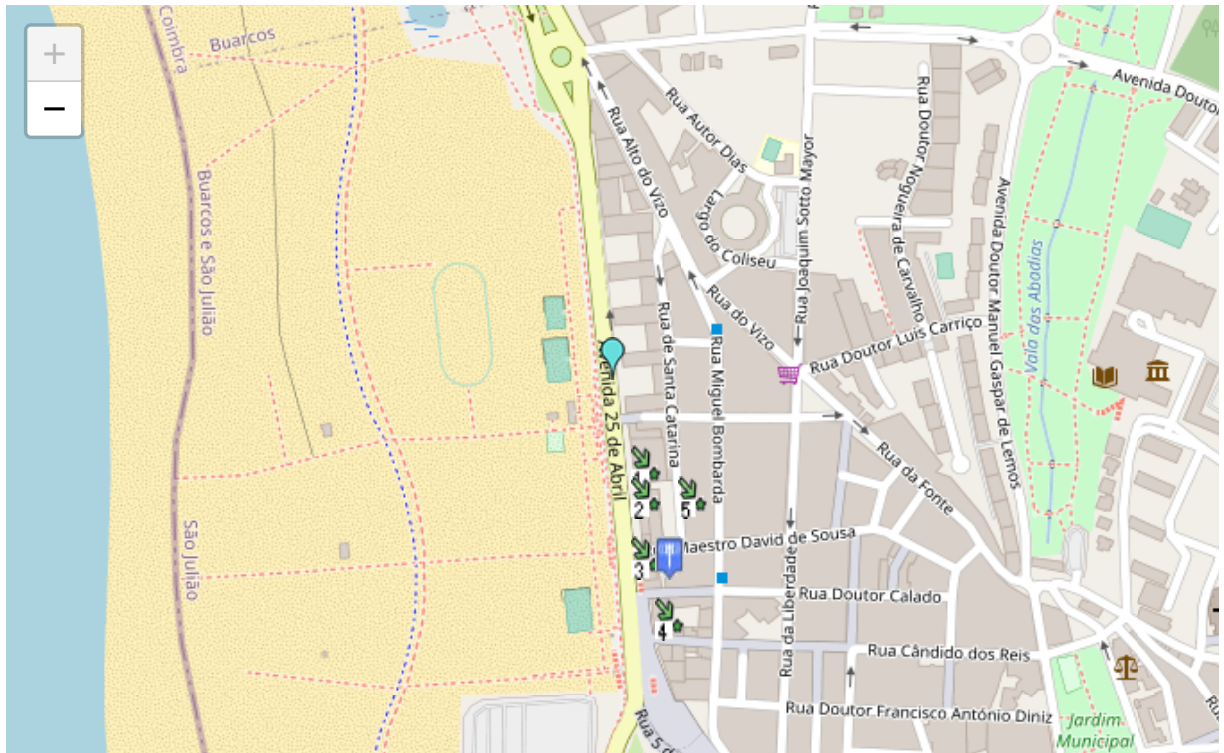 +
−
Coimbra
Buarcos
Buarcos e São Julião
São Julião
Avenida 25 de Abril
Rua Alto do Vizo
Rua Autor Dias
Largo do Coliseu
Rua do Vizo
Rua de Santa Catarina
Rua Miguel Bombarda
Rua Joaquim Sotto Mayor
Rua Doutor Nogueira de Carvalho
Rua Doutor Luís Carriço
Avenida Doutor Manuel Gaspar de Lemos
Avenida Doutor
Vala das Abadias
Rua da Fonte
2
3
4
5
Maestro David de Sousa
Rua da Liberdade
Rua Doutor Calado
Rua Cândido dos Reis
Rua Doutor Francisco António Diniz
Rua 5 d
Jardim
Municipal